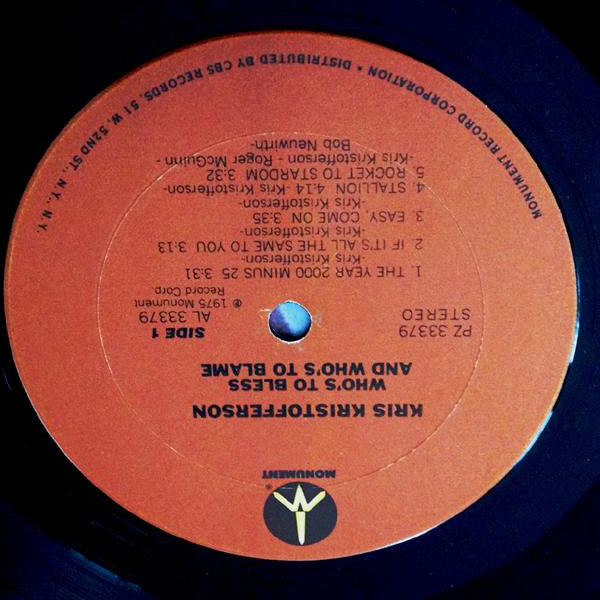 MONUMENT
KRIS KRISTOFFERSON
WHO'S TO BLESS
AND WHO'S TO BLAME
PZ 33379
STEREO
SIDE 1
AL 33379
℗ 1975 Monument
Record Corp.
1. THE YEAR 2000 MINUS 25 3:31
-Kris Kristofferson-
2. IF IT'S ALL THE SAME TO YOU 3:13
-Kris Kristofferson-
3. EASY, COME ON 3:35
-Kris Kristofferson-
4. STALLION 4:14 -Kris Kristofferson-
5. ROCKET TO STARDOM 3:32
-Kris Kristofferson - Roger McGuinn -
Bob Neuwirth-
MONUMENT RECORD CORPORATION • DISTRIBUTED BY CBS RECORDS, 51 W. 52ND ST., N.Y., N.Y.